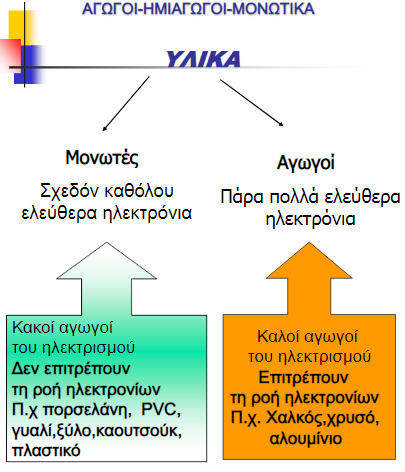 ΑΓΩΓΟΙ-ΗΜΙΑΓΩΓΟΙ-ΜΟΝΩΤΙΚΑ
ΥΛΙΚΑ
Μονωτές
Σχεδόν καθόλου
ελεύθερα ηλεκτρόνια
Κακοί αγωγοί
του ηλεκτρισμού
Δεν επιτρέπουν
τη ροή ηλεκτρονίων
Π.χ πορσελάνη, PVC,
γυαλί,ξύλο,καουτσούκ,
πλαστικό
Αγωγοί
Πάρα πολλά ελεύθερα
ηλεκτρόνια
Καλοί αγωγοί
του ηλεκτρισμού
Επιτρέπουν
τη ροή ηλεκτρονίων
Π.χ. Χαλκός,χρυσό,
αλουμίνιο